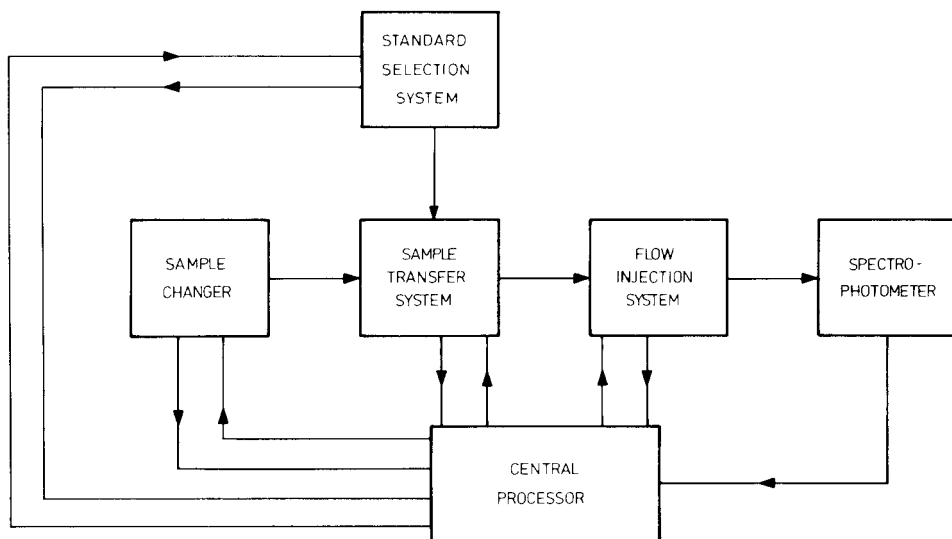 STANDARD
SELECTION
SYSTEM
SAMPLE
CHANGER
SAMPLE
TRANSFER
SYSTEM
FLOW
INJECTION
SYSTEM
SPECTRO-
PHOTOMETER
CENTRAL
PROCESSOR